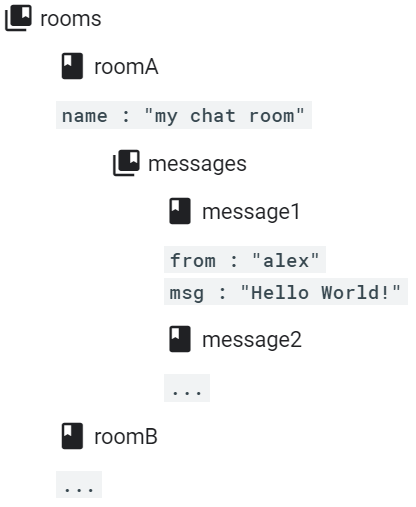 rooms
roomA
name : "my chat room"
messages
message1
from : "alex"
msg : "Hello World!"
message2
...
roomB
...